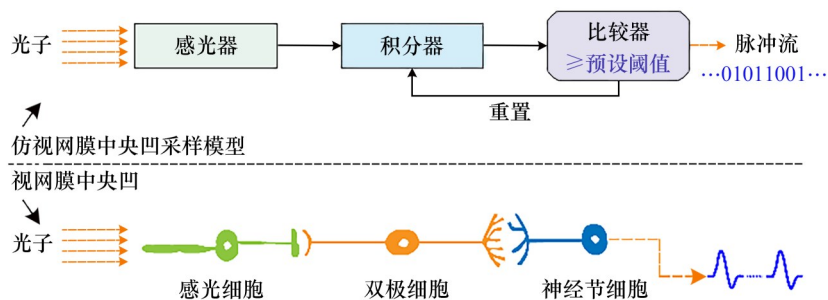 光子
感光器
积分器
比较器
≥预设阈值
脉冲流
…01011001…
重置
仿视网膜中央凹采样模型
视网膜中央凹
光子
感光细胞
双极细胞
神经节细胞